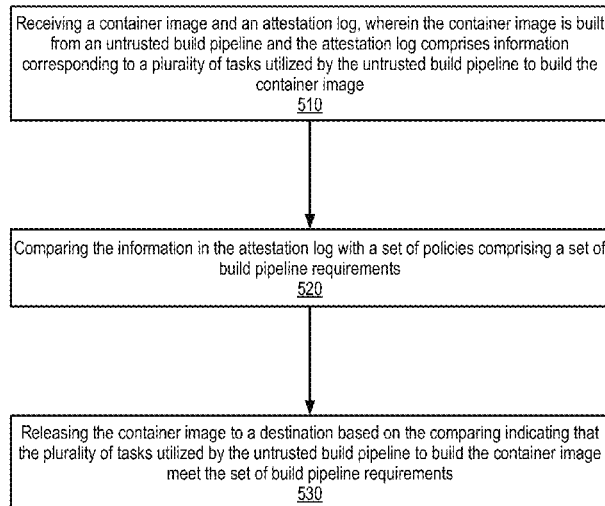 Receiving a container image and an attestation log, wherein the container image is built
from an untrusted build pipeline and the attestation log comprises information
corresponding to a plurality of tasks utilized by the untrusted build pipeline to build the
container image
510
Comparing the information in the attestation log with a set of policies comprising a set of
build pipeline requirements
520
Releasing the container image to a destination based on the comparing indicating that
the plurality of tasks utilized by the untrusted build pipeline to build the container image
meet the set of build pipeline requirements
530